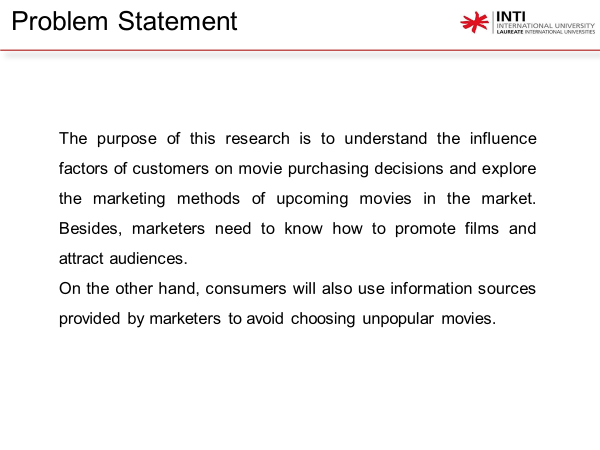 Problem Statement
INTI
INTERNATIONAL UNIVERSITY
LAUREATE INTERNATIONAL UNIVERSITIES
The purpose of this research is to understand the influence
factors of customers on movie purchasing decisions and explore
the marketing methods of upcoming movies in the market.
Besides, marketers need to know how to promote films and
attract audiences.
On the other hand, consumers will also use information sources
provided by marketers to avoid choosing unpopular movies.